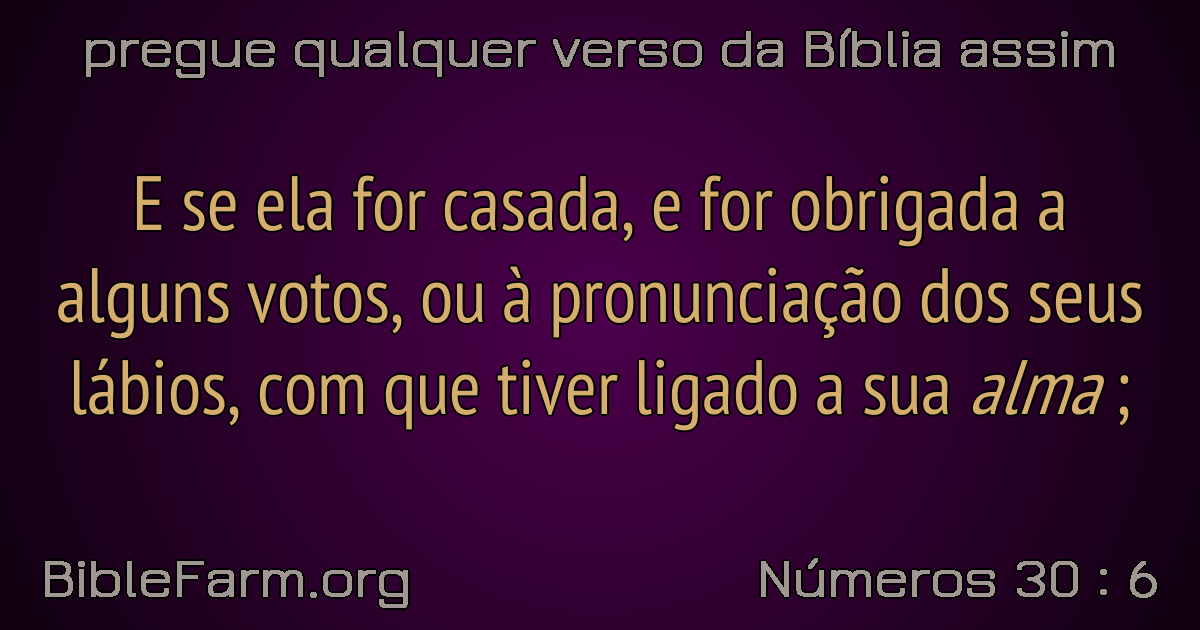 pregue qualquer verso da Bíblia assim
E se ela for casada, e for obrigada a
alguns votos, ou à pronunciação dos seus
lábios, com que tiver ligado a sua alma ;
BibleFarm.org
Números 30 : 6